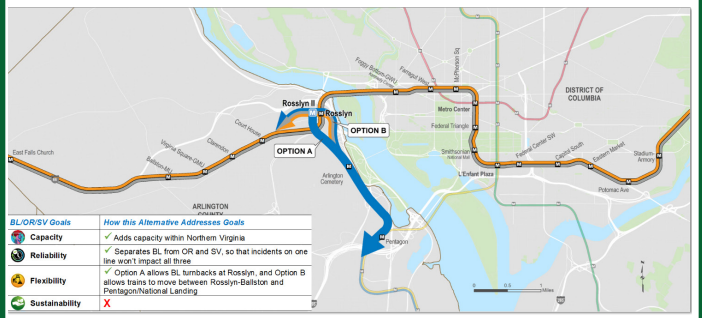 Foggy Bottom-GWU
Farragut West
McPherson Sq
DISTRICT OF
COLUMBIA
Rosslyn II
Rosslyn
Metro Center
Court House
OPTION B
Federal Triangle
Clarendon
OPTION A
Virginia Square-GMU
Smithsonian
National Mall
Federal Center SW
Capitol South
Eastern Market
Stadium-
Armory
East Falls Church
Ballston-MU
Arlington
Cemetery
L'Enfant Plaza
Potomac Ave
ARLINGTON
COUNTY
Pentagon
BL/OR/SV Goals How this Alternative Addresses Goals
Capacity ✓ Adds capacity within Northern Virginia
Reliability ✓ Separates BL from OR and SV, so that incidents on one
line won't impact all three
Flexibility ✓ Option A allows BL turnbacks at Rosslyn, and Option B
allows trains to move between Rosslyn-Ballston and
Pentagon/National Landing
Sustainability X
0 0.5 1
Miles